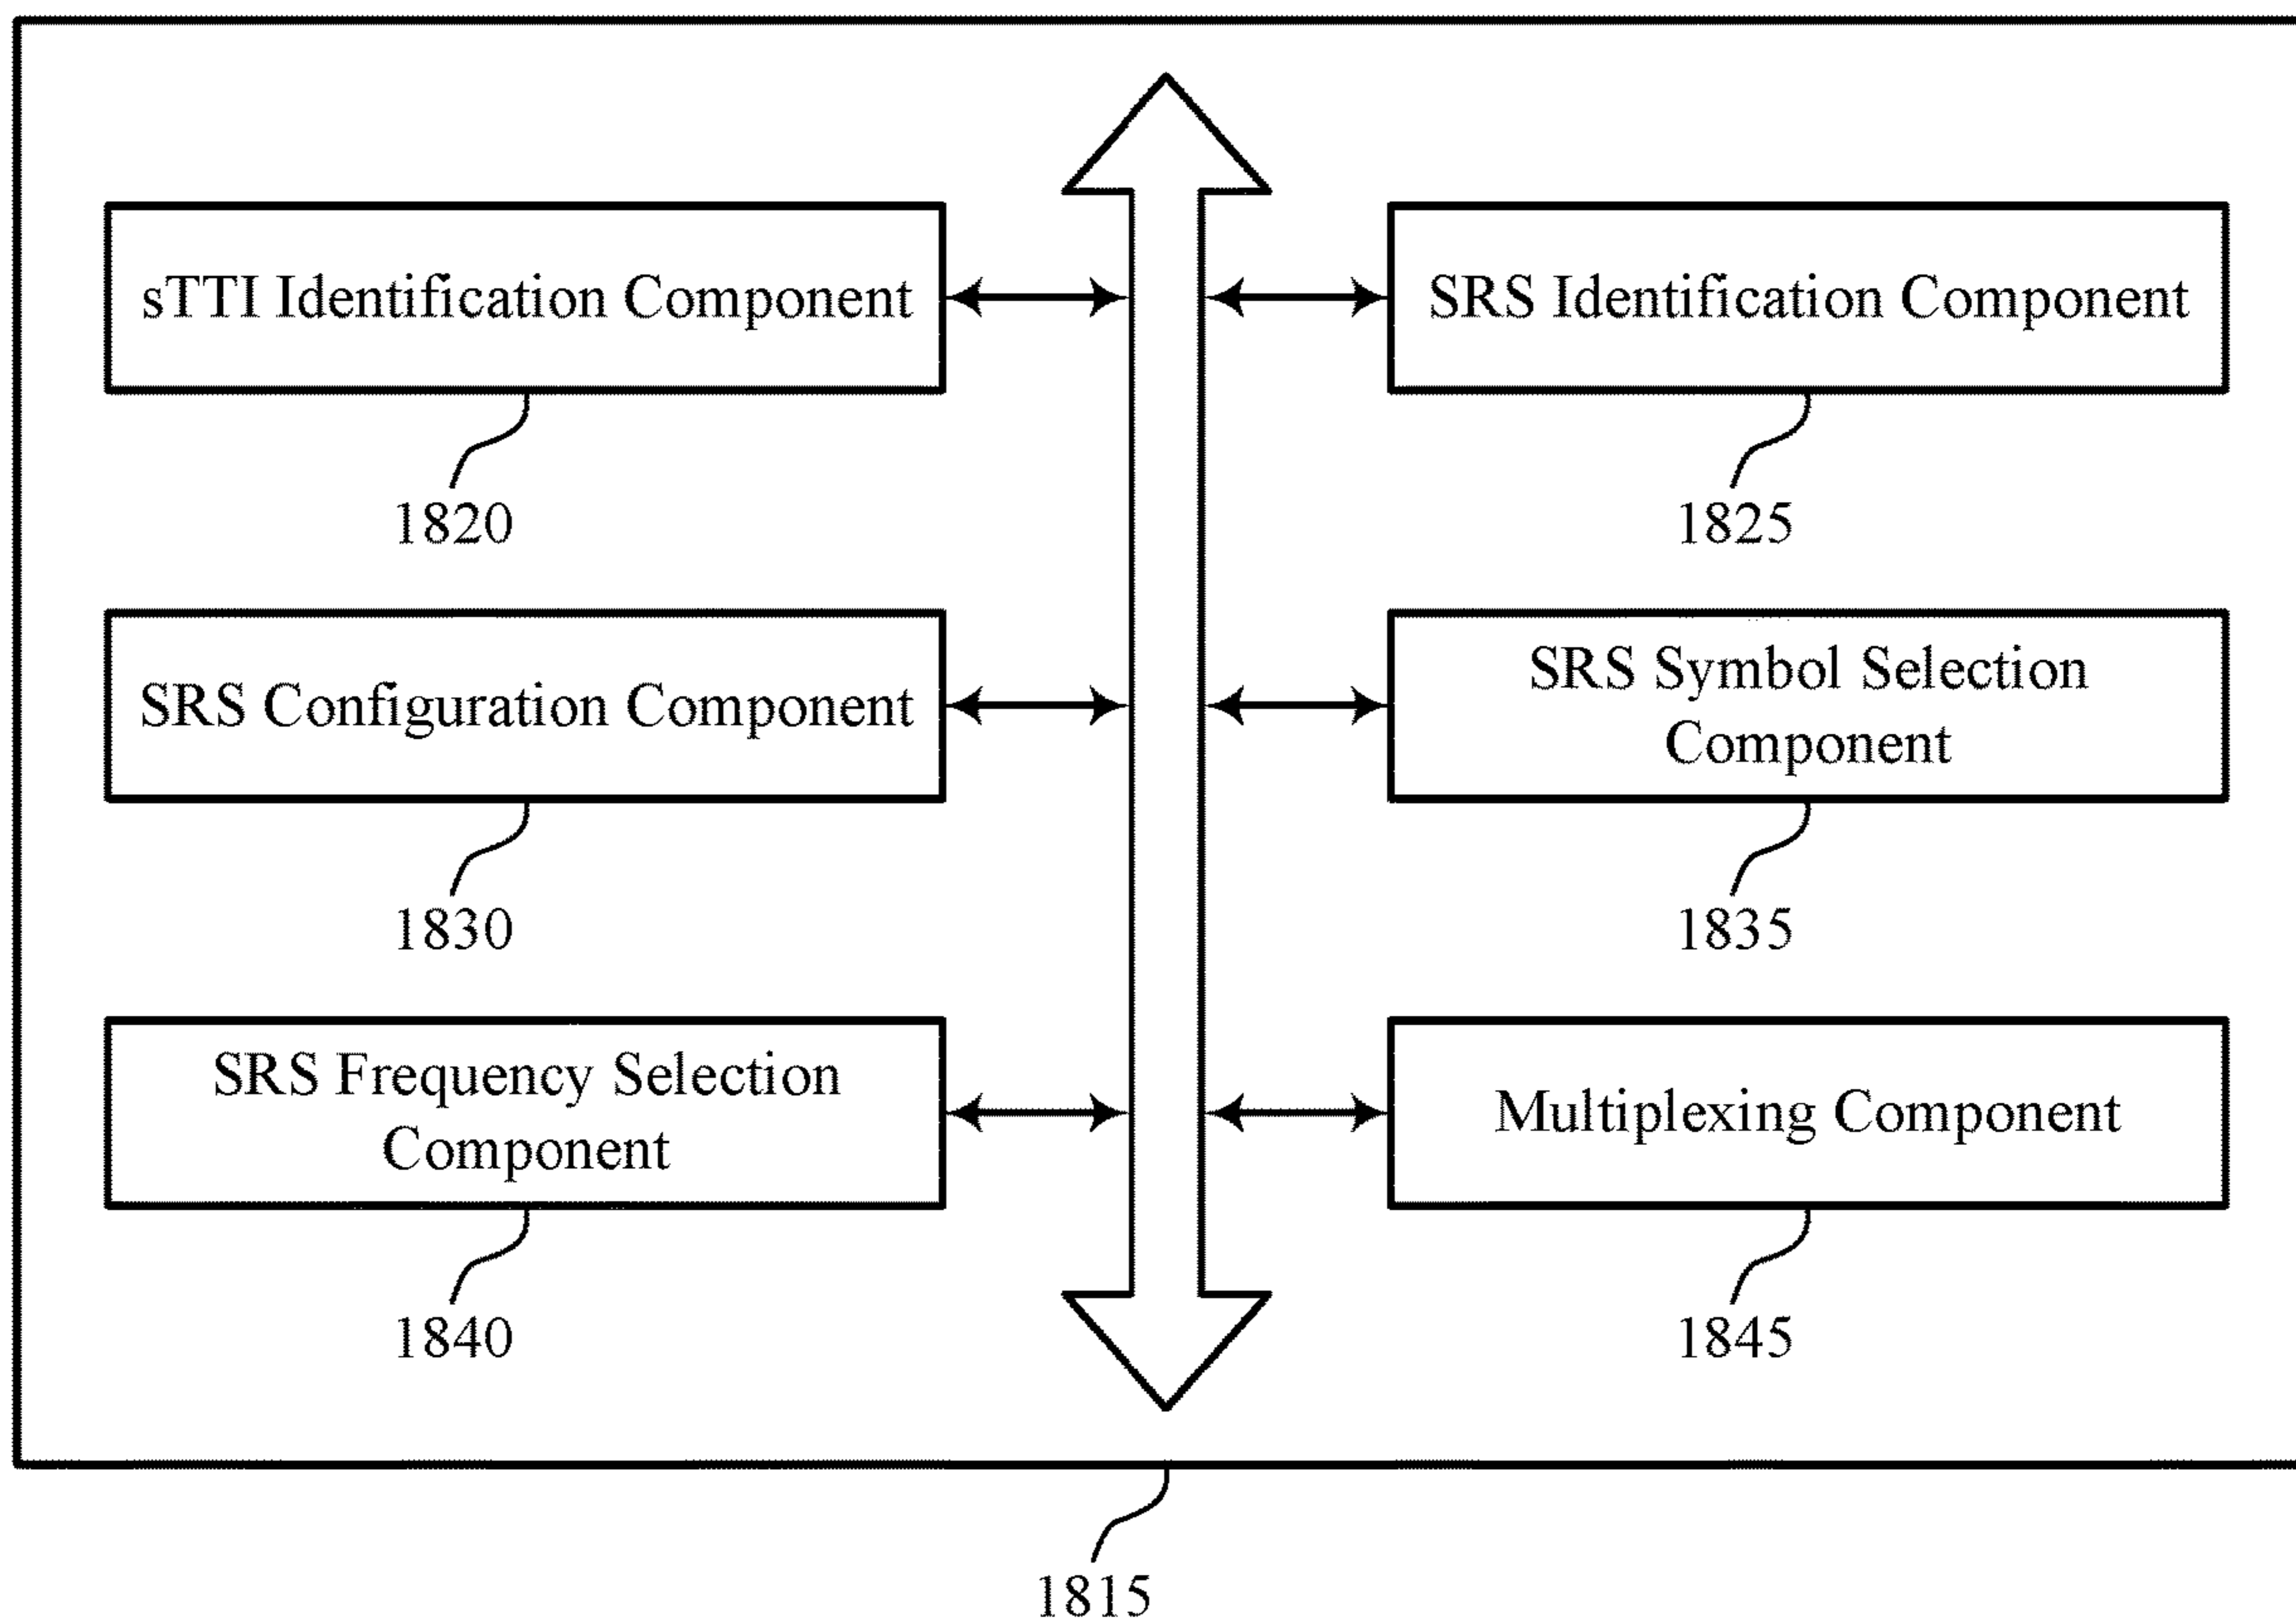 sTTI Identification Component
SRS Identification Component
1820
1825
SRS Configuration Component
SRS Symbol Selection
Component
1830
1835
SRS Frequency Selection
Component
Multiplexing Component
1840
1845
1815